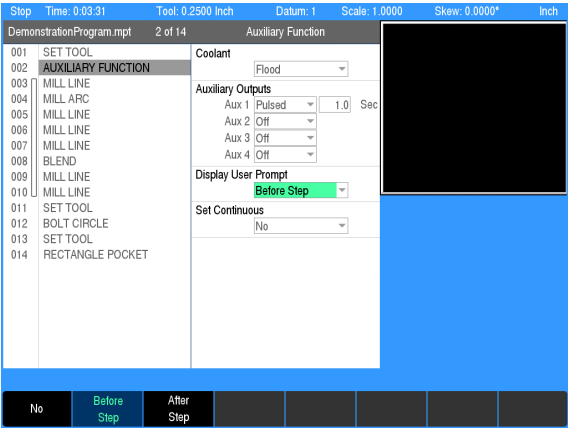 Stop Time: 0:03:31 Tool: 0.2500 Inch Datum: 1 Scale: 1.0000 Skew: 0.0000° Inch
DemonstrationProgram.mpt 2 of 14 Auxiliary Function
001 SET TOOL
002 AUXILIARY FUNCTION
003 MILL LINE
004 MILL ARC
005 MILL LINE
006 MILL LINE
007 MILL LINE
008 BLEND
009 MILL LINE
010 MILL LINE
011 SET TOOL
012 BOLT CIRCLE
013 SET TOOL
014 RECTANGLE POCKET
Coolant
Flood
Auxiliary Outputs
Aux 1 Pulsed 1.0 Sec
Aux 2 Off
Aux 3 Off
Aux 4 Off
Display User Prompt
Before Step
Set Continuous
No
No
Before
Step
After
Step